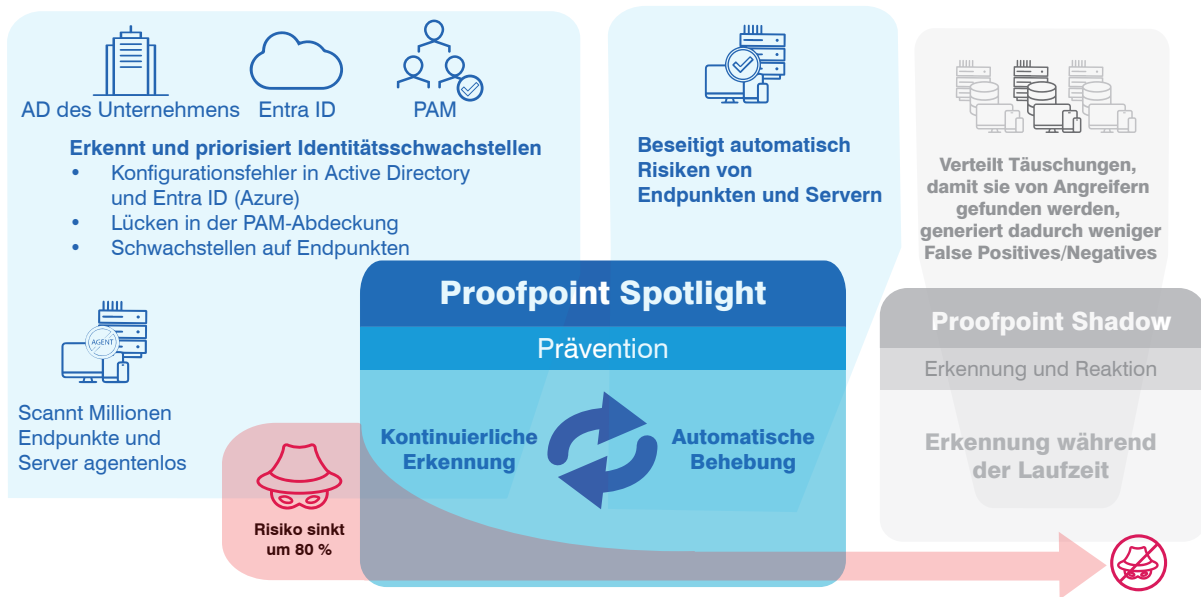 AD des Unternehmens
Entra ID
PAM
Erkennt und priorisiert Identitätsschwachstellen
• Konfigurationsfehler in Active Directory
und Entra ID (Azure)
• Lücken in der PAM-Abdeckung
• Schwachstellen auf Endpunkten
AGENT
Scannt Millionen
Endpunkte und
Server agentenlos
Beseitigt automatisch
Risiken von
Endpunkten und Servern
Verteilt Täuschungen,
damit sie von Angreifern
gefunden werden,
generiert dadurch weniger
False Positives/Negatives
Proofpoint Spotlight
Prävention
Kontinuierliche
Erkennung
Automatische
Behebung
Proofpoint Shadow
Erkennung und Reaktion
Erkennung während
der Laufzeit
Risiko sinkt
um 80 %